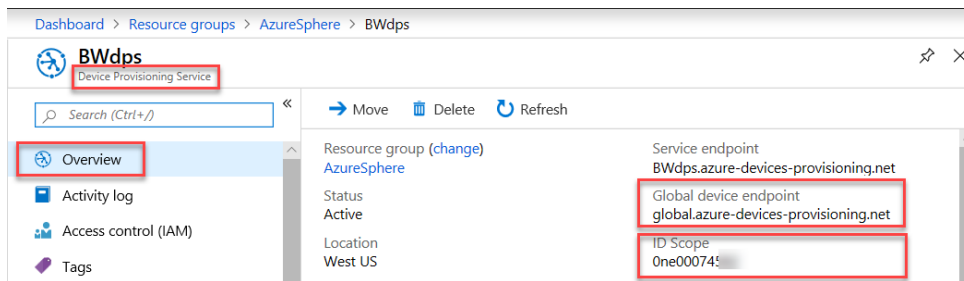 Dashboard > Resource groups > AzureSphere > BWdps
BWdps
Device Provisioning Service
Search (Ctrl+/)
«
Overview
Activity log
Access control (IAM)
Tags
Move Delete Refresh
Resource group (change)
AzureSphere
Status
Active
Location
West US
Service endpoint
BWdps.azure-devices-provisioning.net
Global device endpoint
global.azure-devices-provisioning.net
ID Scope